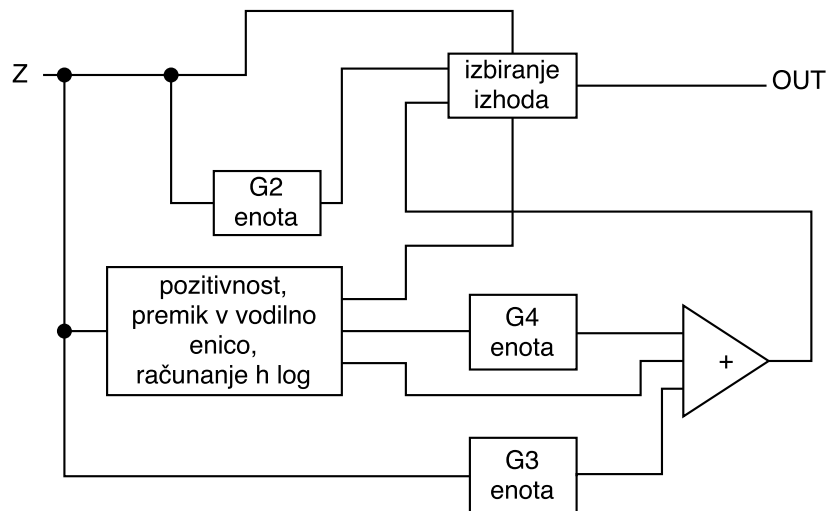 Z
izbiranje
izhoda
OUT
G2
enota
pozitivnost,
premik v vodilno
enico,
računanje h log
G4
enota
+
G3
enota